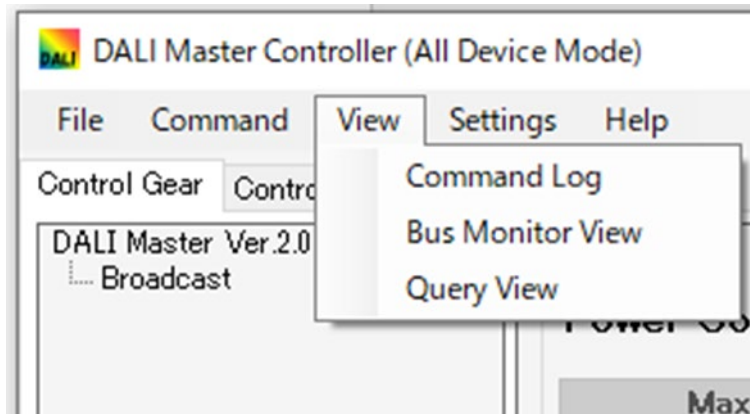 DALI DALI Master Controller (All Device Mode)
File Command View Settings Help
Control Gear
Command Log
Bus Monitor View
Query View
DALI Master Ver.2.0
Broadcast
Max